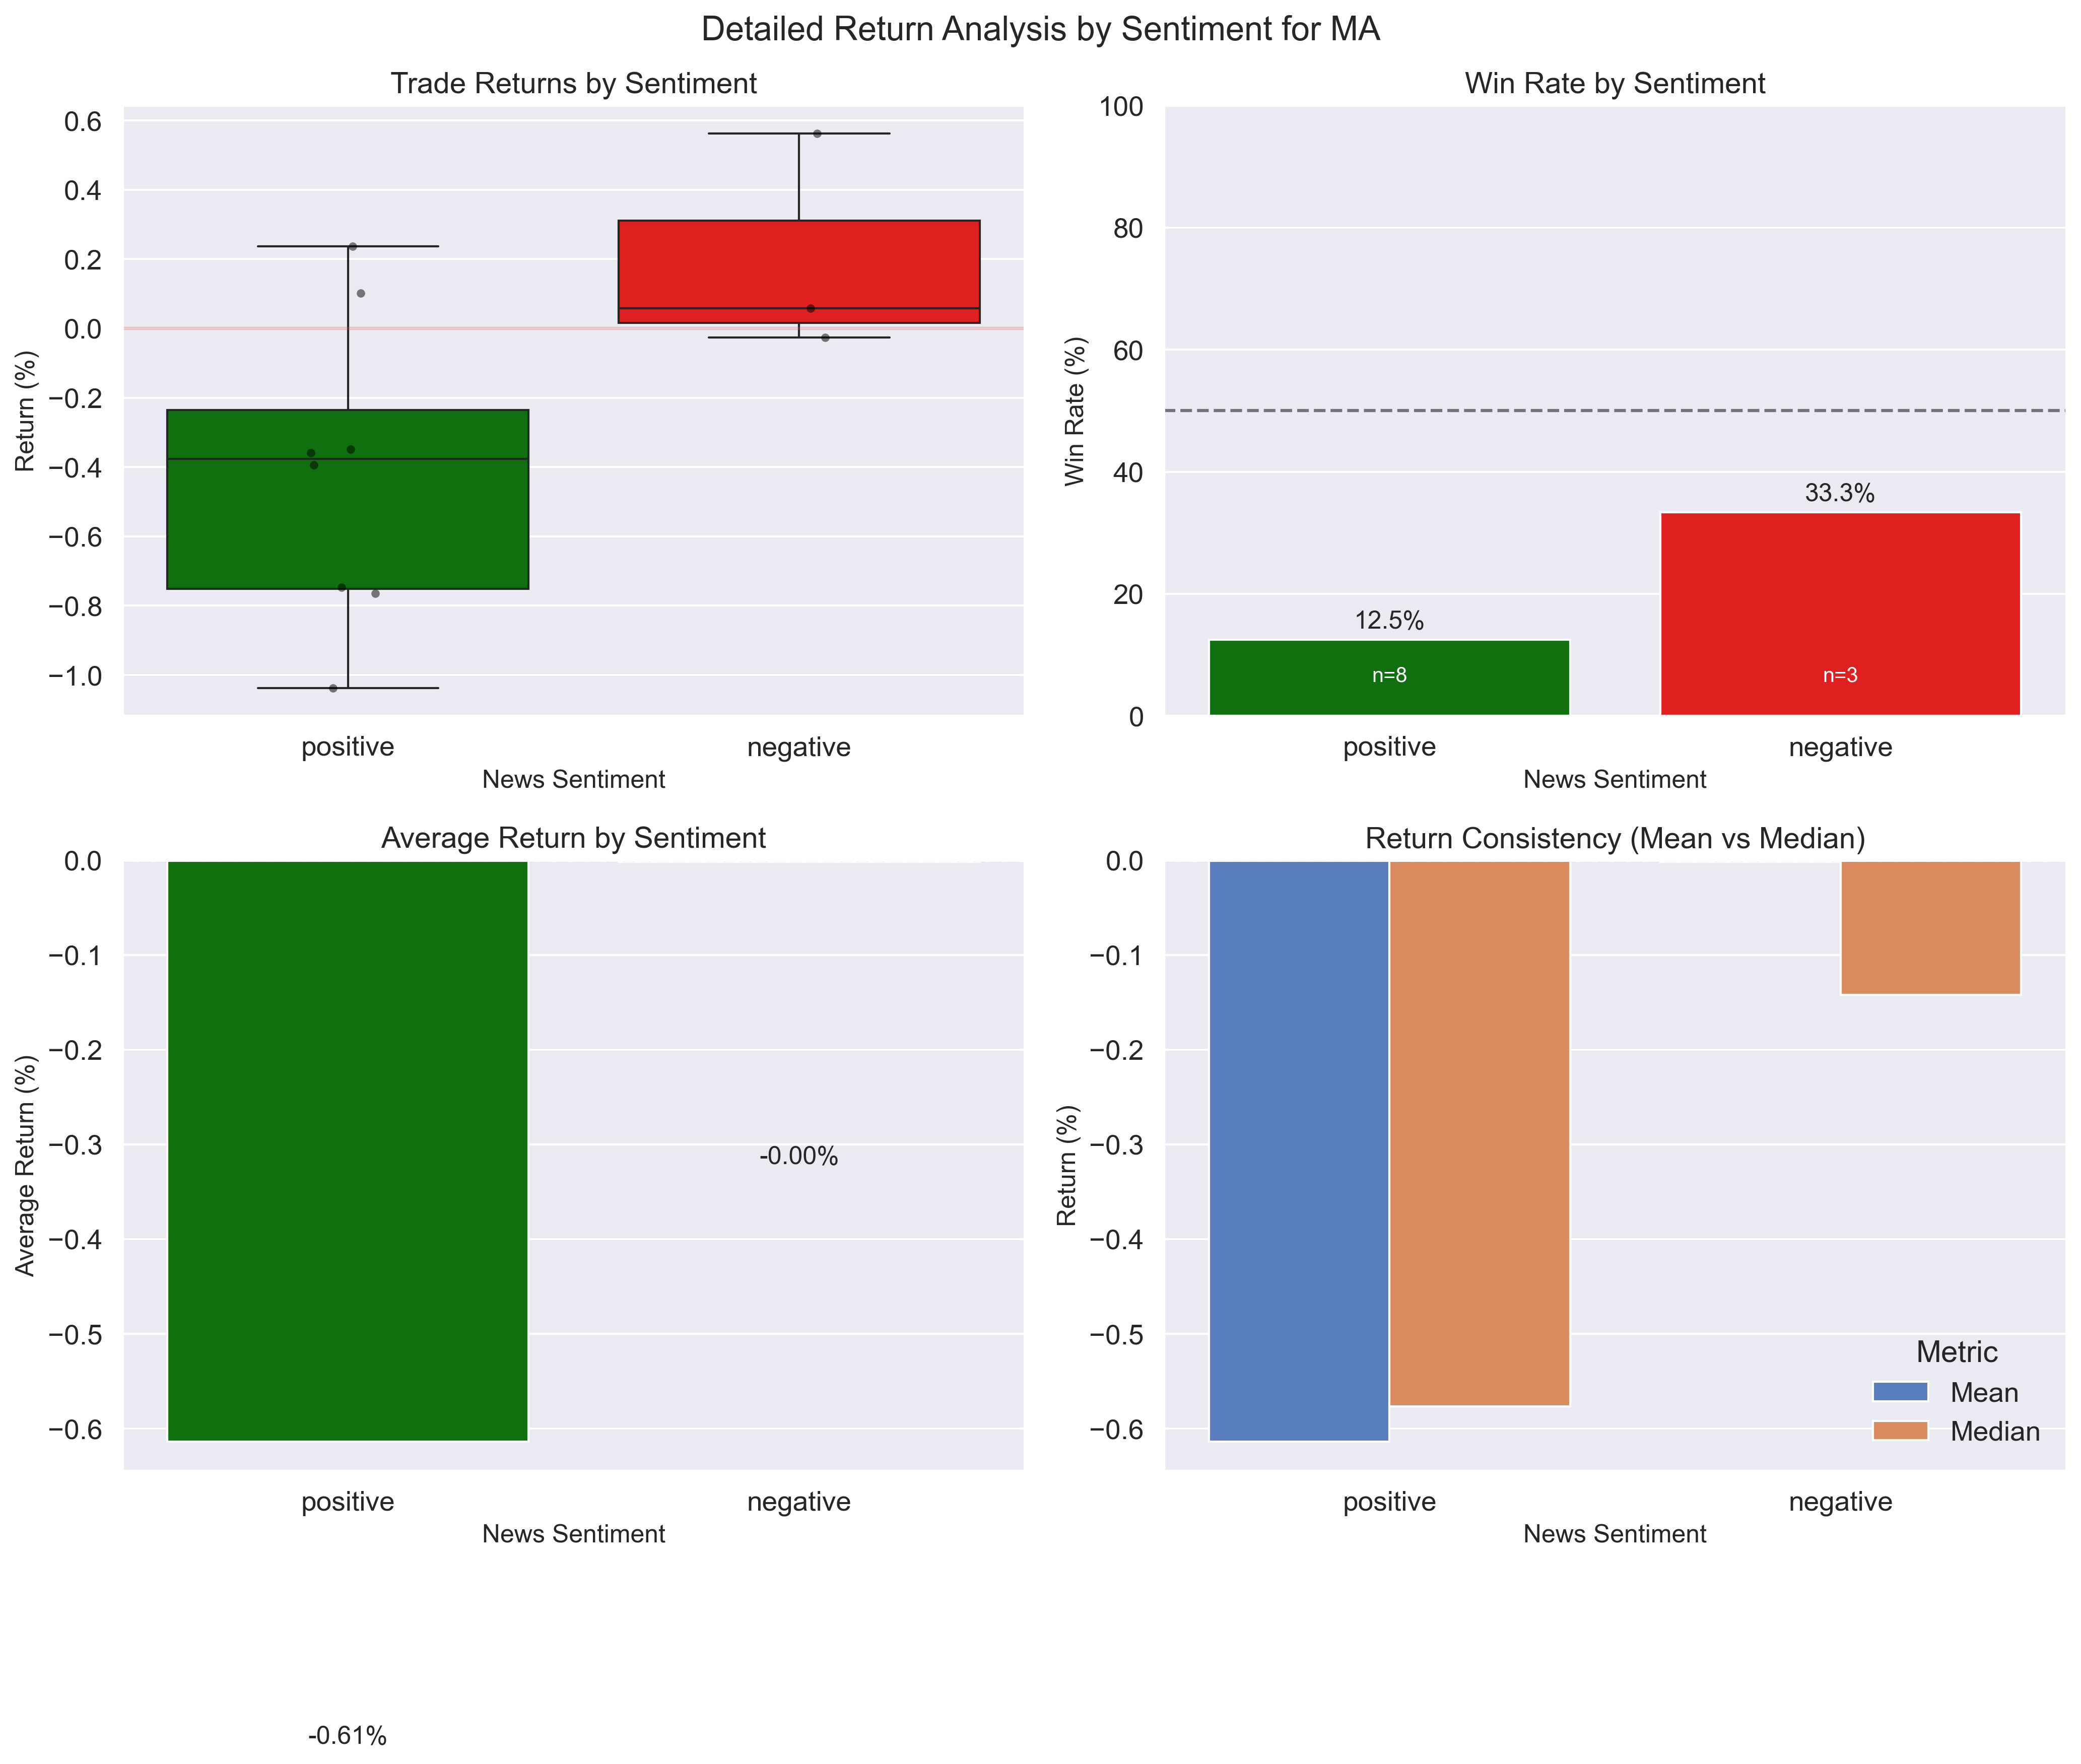 Detailed Return Analysis by Sentiment for MA
Trade Returns by Sentiment
0.6
0.4
0.2
0.0
−0.2
−0.4
−0.6
−0.8
−1.0
Return (%)
positive
negative
News Sentiment
Win Rate by Sentiment
100
80
60
40
20
0
Win Rate (%)
12.5%
n=8
33.3%
n=3
positive
negative
News Sentiment
Average Return by Sentiment
0.0
−0.1
−0.2
−0.3
−0.4
−0.5
−0.6
Average Return (%)
-0.00%
positive
negative
News Sentiment
-0.61%
Return Consistency (Mean vs Median)
0.0
−0.1
−0.2
−0.3
−0.4
−0.5
−0.6
Return (%)
Metric
Mean
Median
positive
negative
News Sentiment